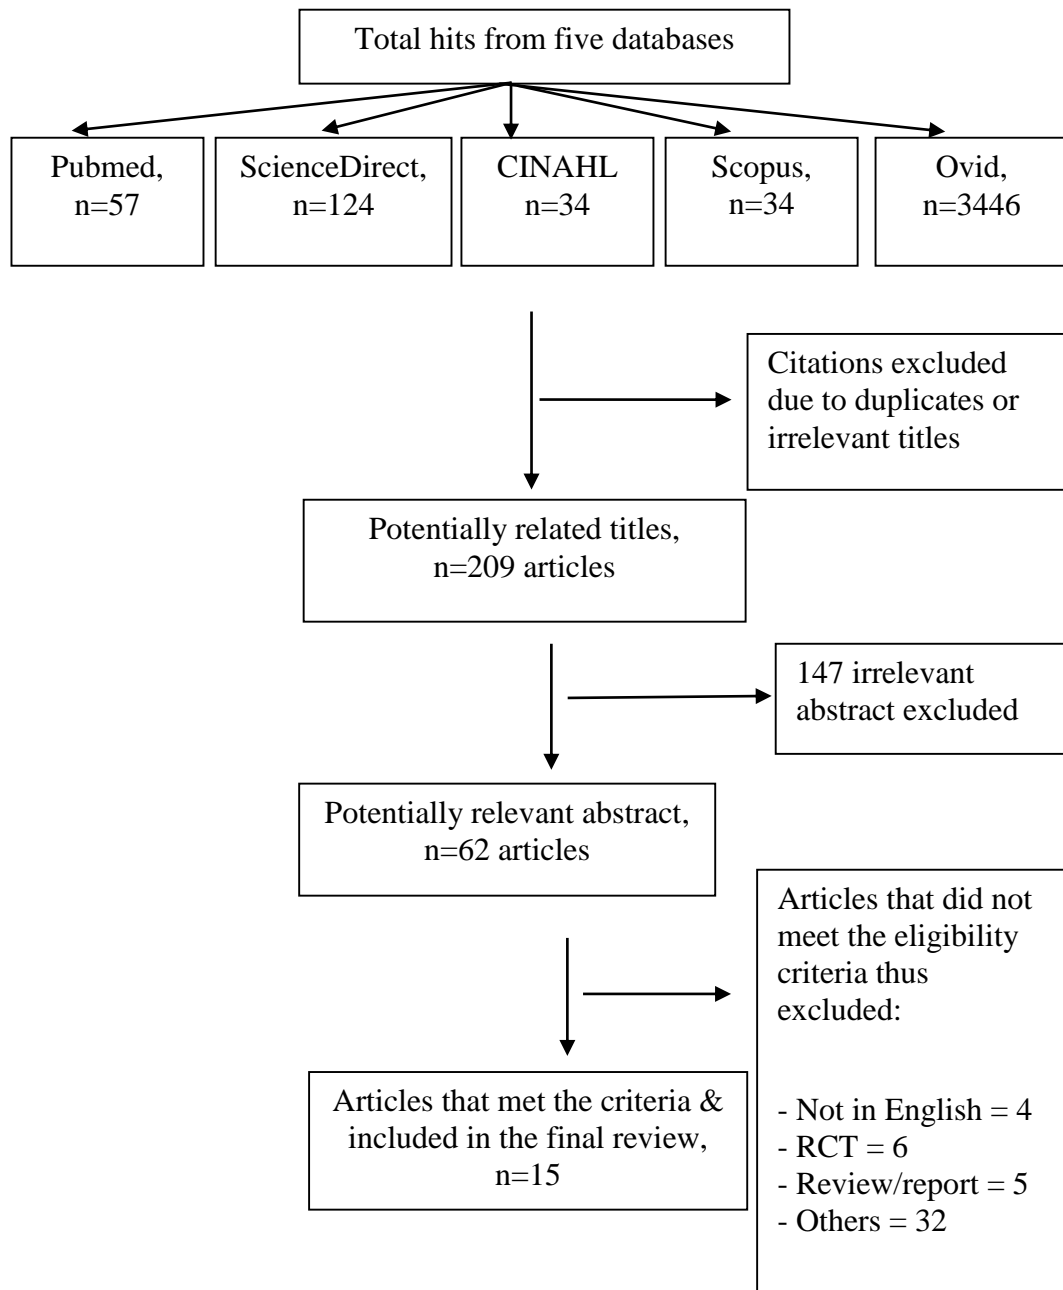 Total hits from five databases
Pubmed,
n=57
ScienceDirect,
n=124
CINAHL
n=34
Scopus,
n=34
Ovid,
n=3446
Citations excluded
due to duplicates or
irrelevant titles
Potentially related titles,
n=209 articles
147 irrelevant
abstract excluded
Potentially relevant abstract,
n=62 articles
Articles that did not
meet the eligibility
criteria thus
excluded:
- Not in English = 4
- RCT = 6
- Review/report = 5
- Others = 32
Articles that met the criteria &
included in the final review,
n=15